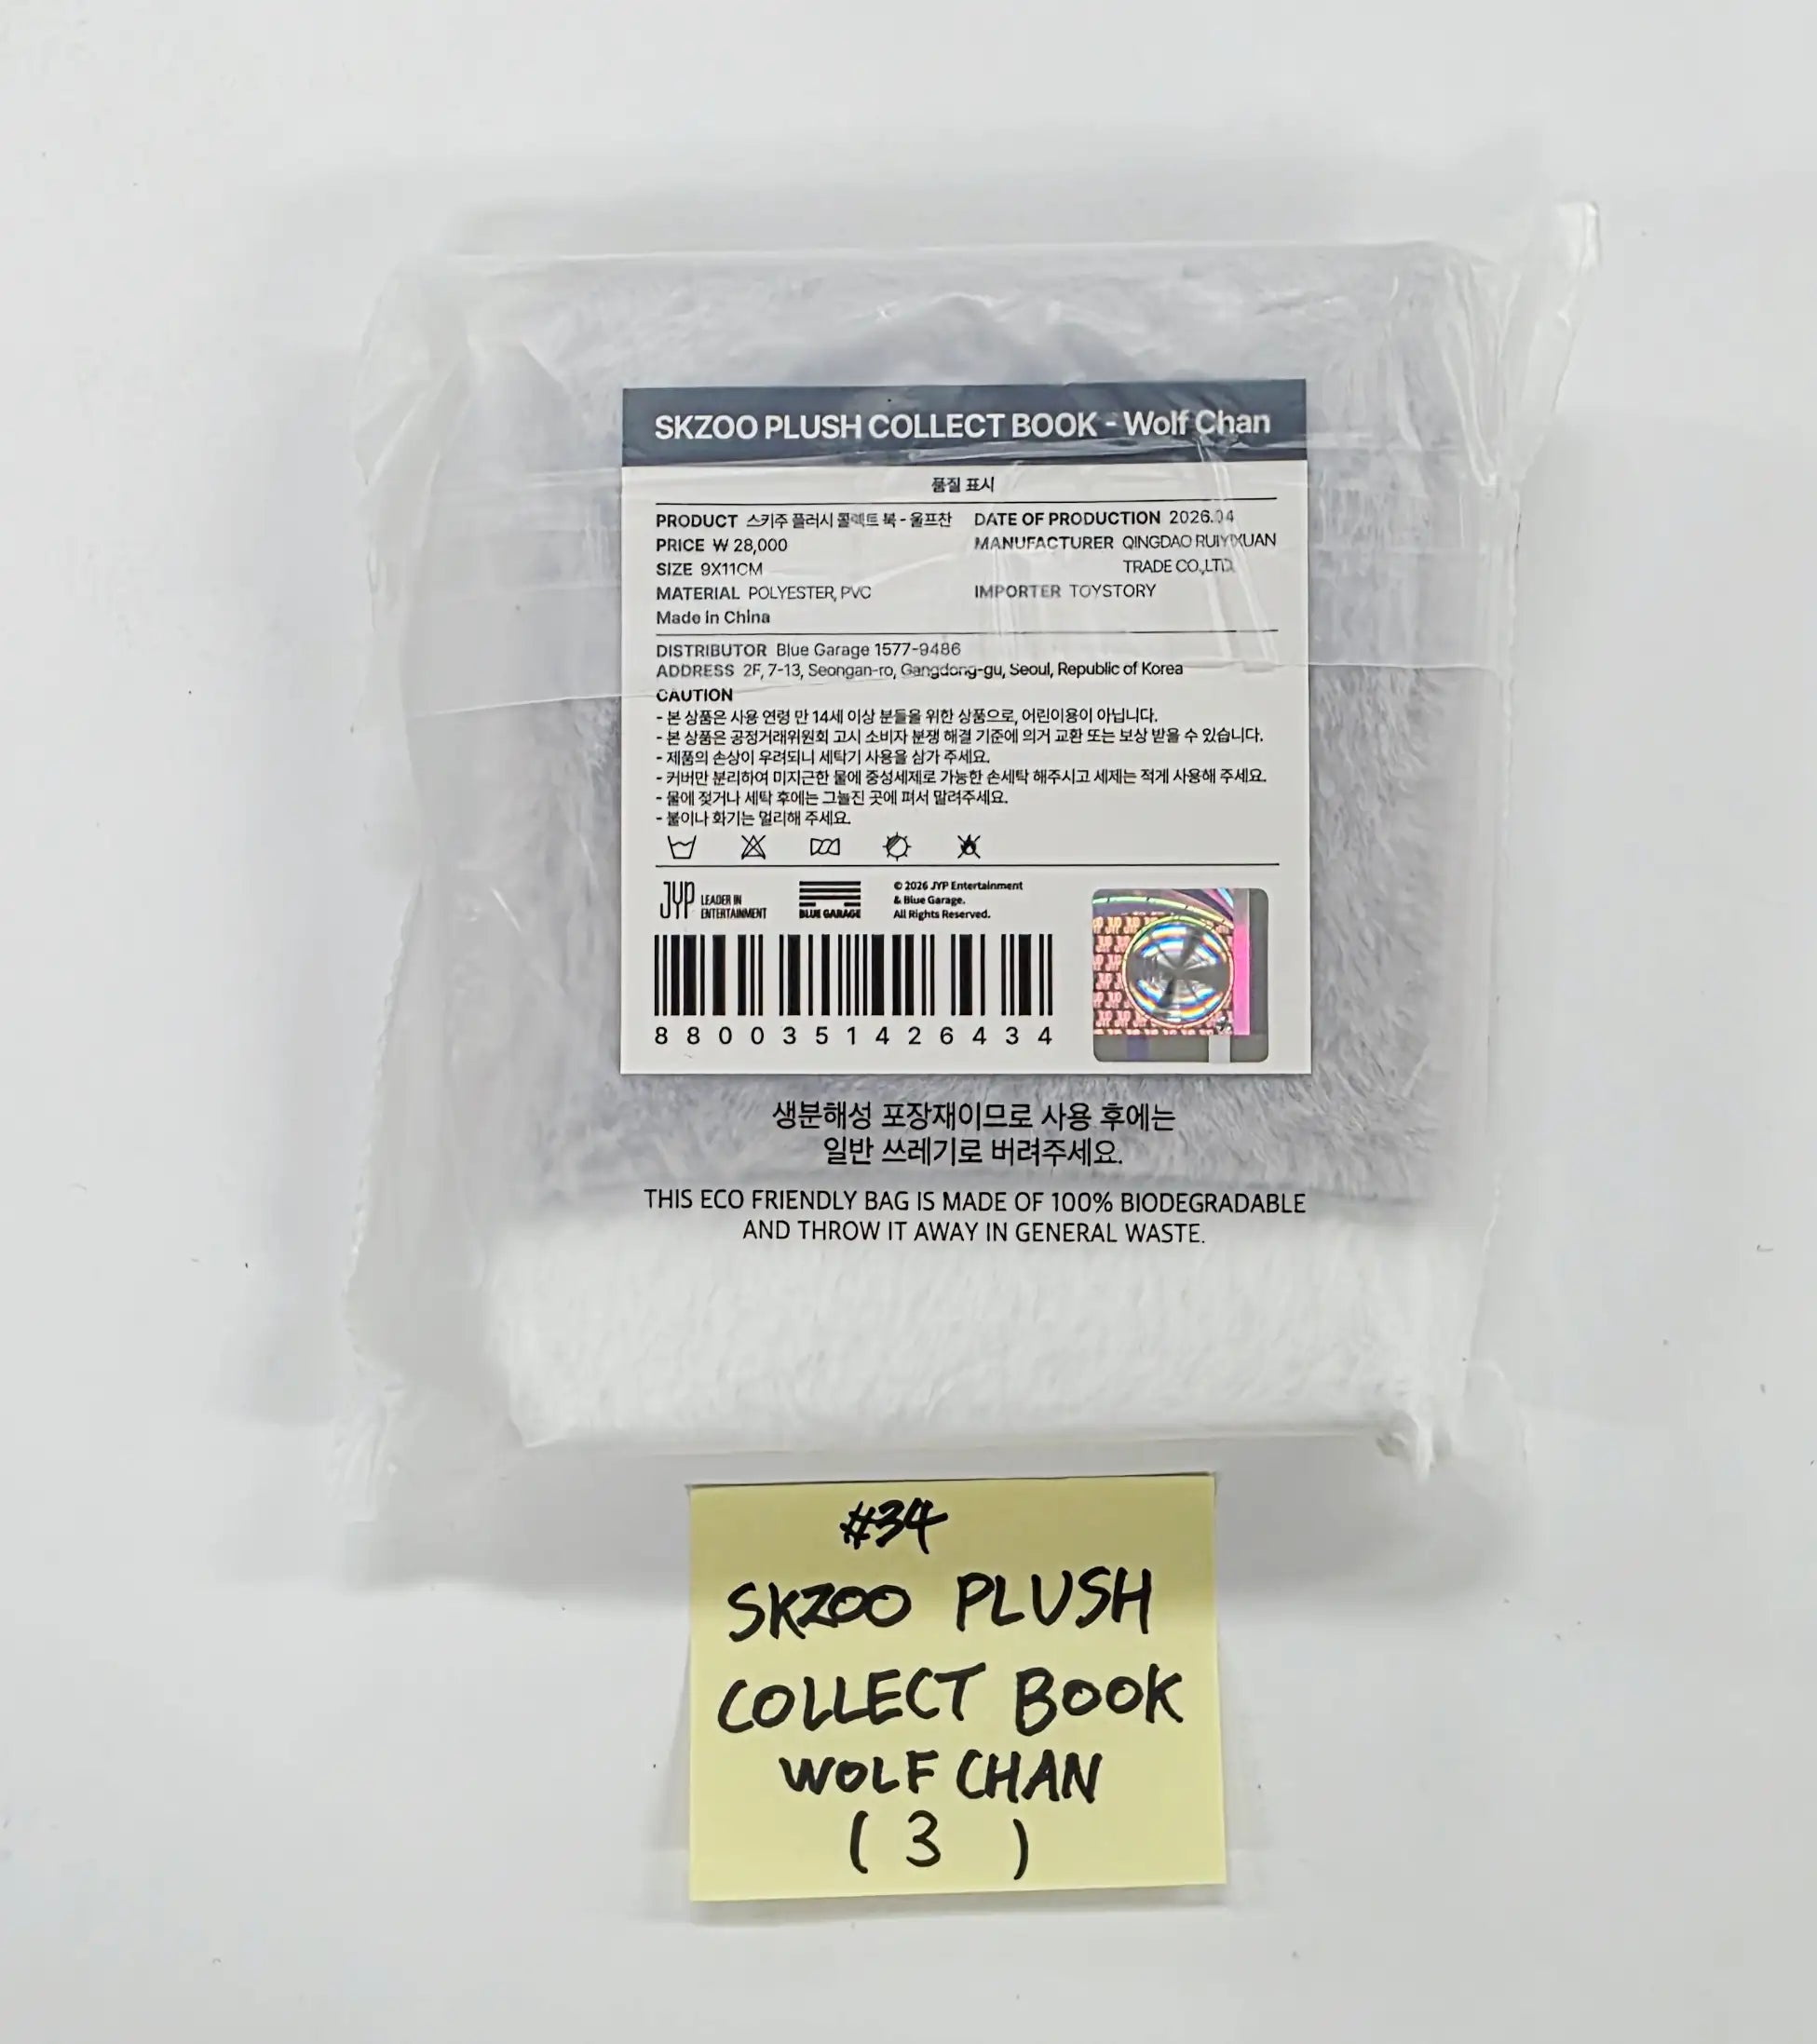 SKZOO PLUSH COLLECT BOOK - Wolf Chan
품질 표시
PRODUCT 스키주 플러시 콜렉트 북 - 울프찬
PRICE ₩ 28,000
SIZE 9X11CM
MATERIAL POLYESTER, PVC
Made in China
DATE OF PRODUCTION 2026.04
MANUFACTURER QINGDAO RUIYIXUAN
TRADE CO.,LTD.
IMPORTER TOYSTORY
DISTRIBUTOR Blue Garage 1577-9486
ADDRESS 2F, 7-13, Seongan-ro, Gangdong-gu, Seoul, Republic of Korea
CAUTION
- 본 상품은 사용 연령 만 14세 이상 분들을 위한 상품으로, 어린이용이 아닙니다.
- 본 상품은 공정거래위원회 고시 소비자 분쟁 해결 기준에 의거 교환 또는 보상 받을 수 있습니다.
- 제품의 손상이 우려되니 세탁기 사용을 삼가 주세요.
- 커버만 분리하여 미지근한 물에 중성세제로 가능한 손세탁 해주시고 세제는 적게 사용해 주세요.
- 물에 젖거나 세탁 후에는 그늘진 곳에 펴서 말려주세요.
- 불이나 화기는 멀리해 주세요.
JYP LEADER IN
ENTERTAINMENT
BLUE GARAGE
© 2026 JYP Entertainment
& Blue Garage.
All Rights Reserved.
8800351426434
생분해성 포장재이므로 사용 후에는
일반 쓰레기로 버려주세요.
THIS ECO FRIENDLY BAG IS MADE OF 100% BIODEGRADABLE
AND THROW IT AWAY IN GENERAL WASTE.
#34
SKZOO PLUSH
COLLECT BOOK
WOLF CHAN
( 3 )